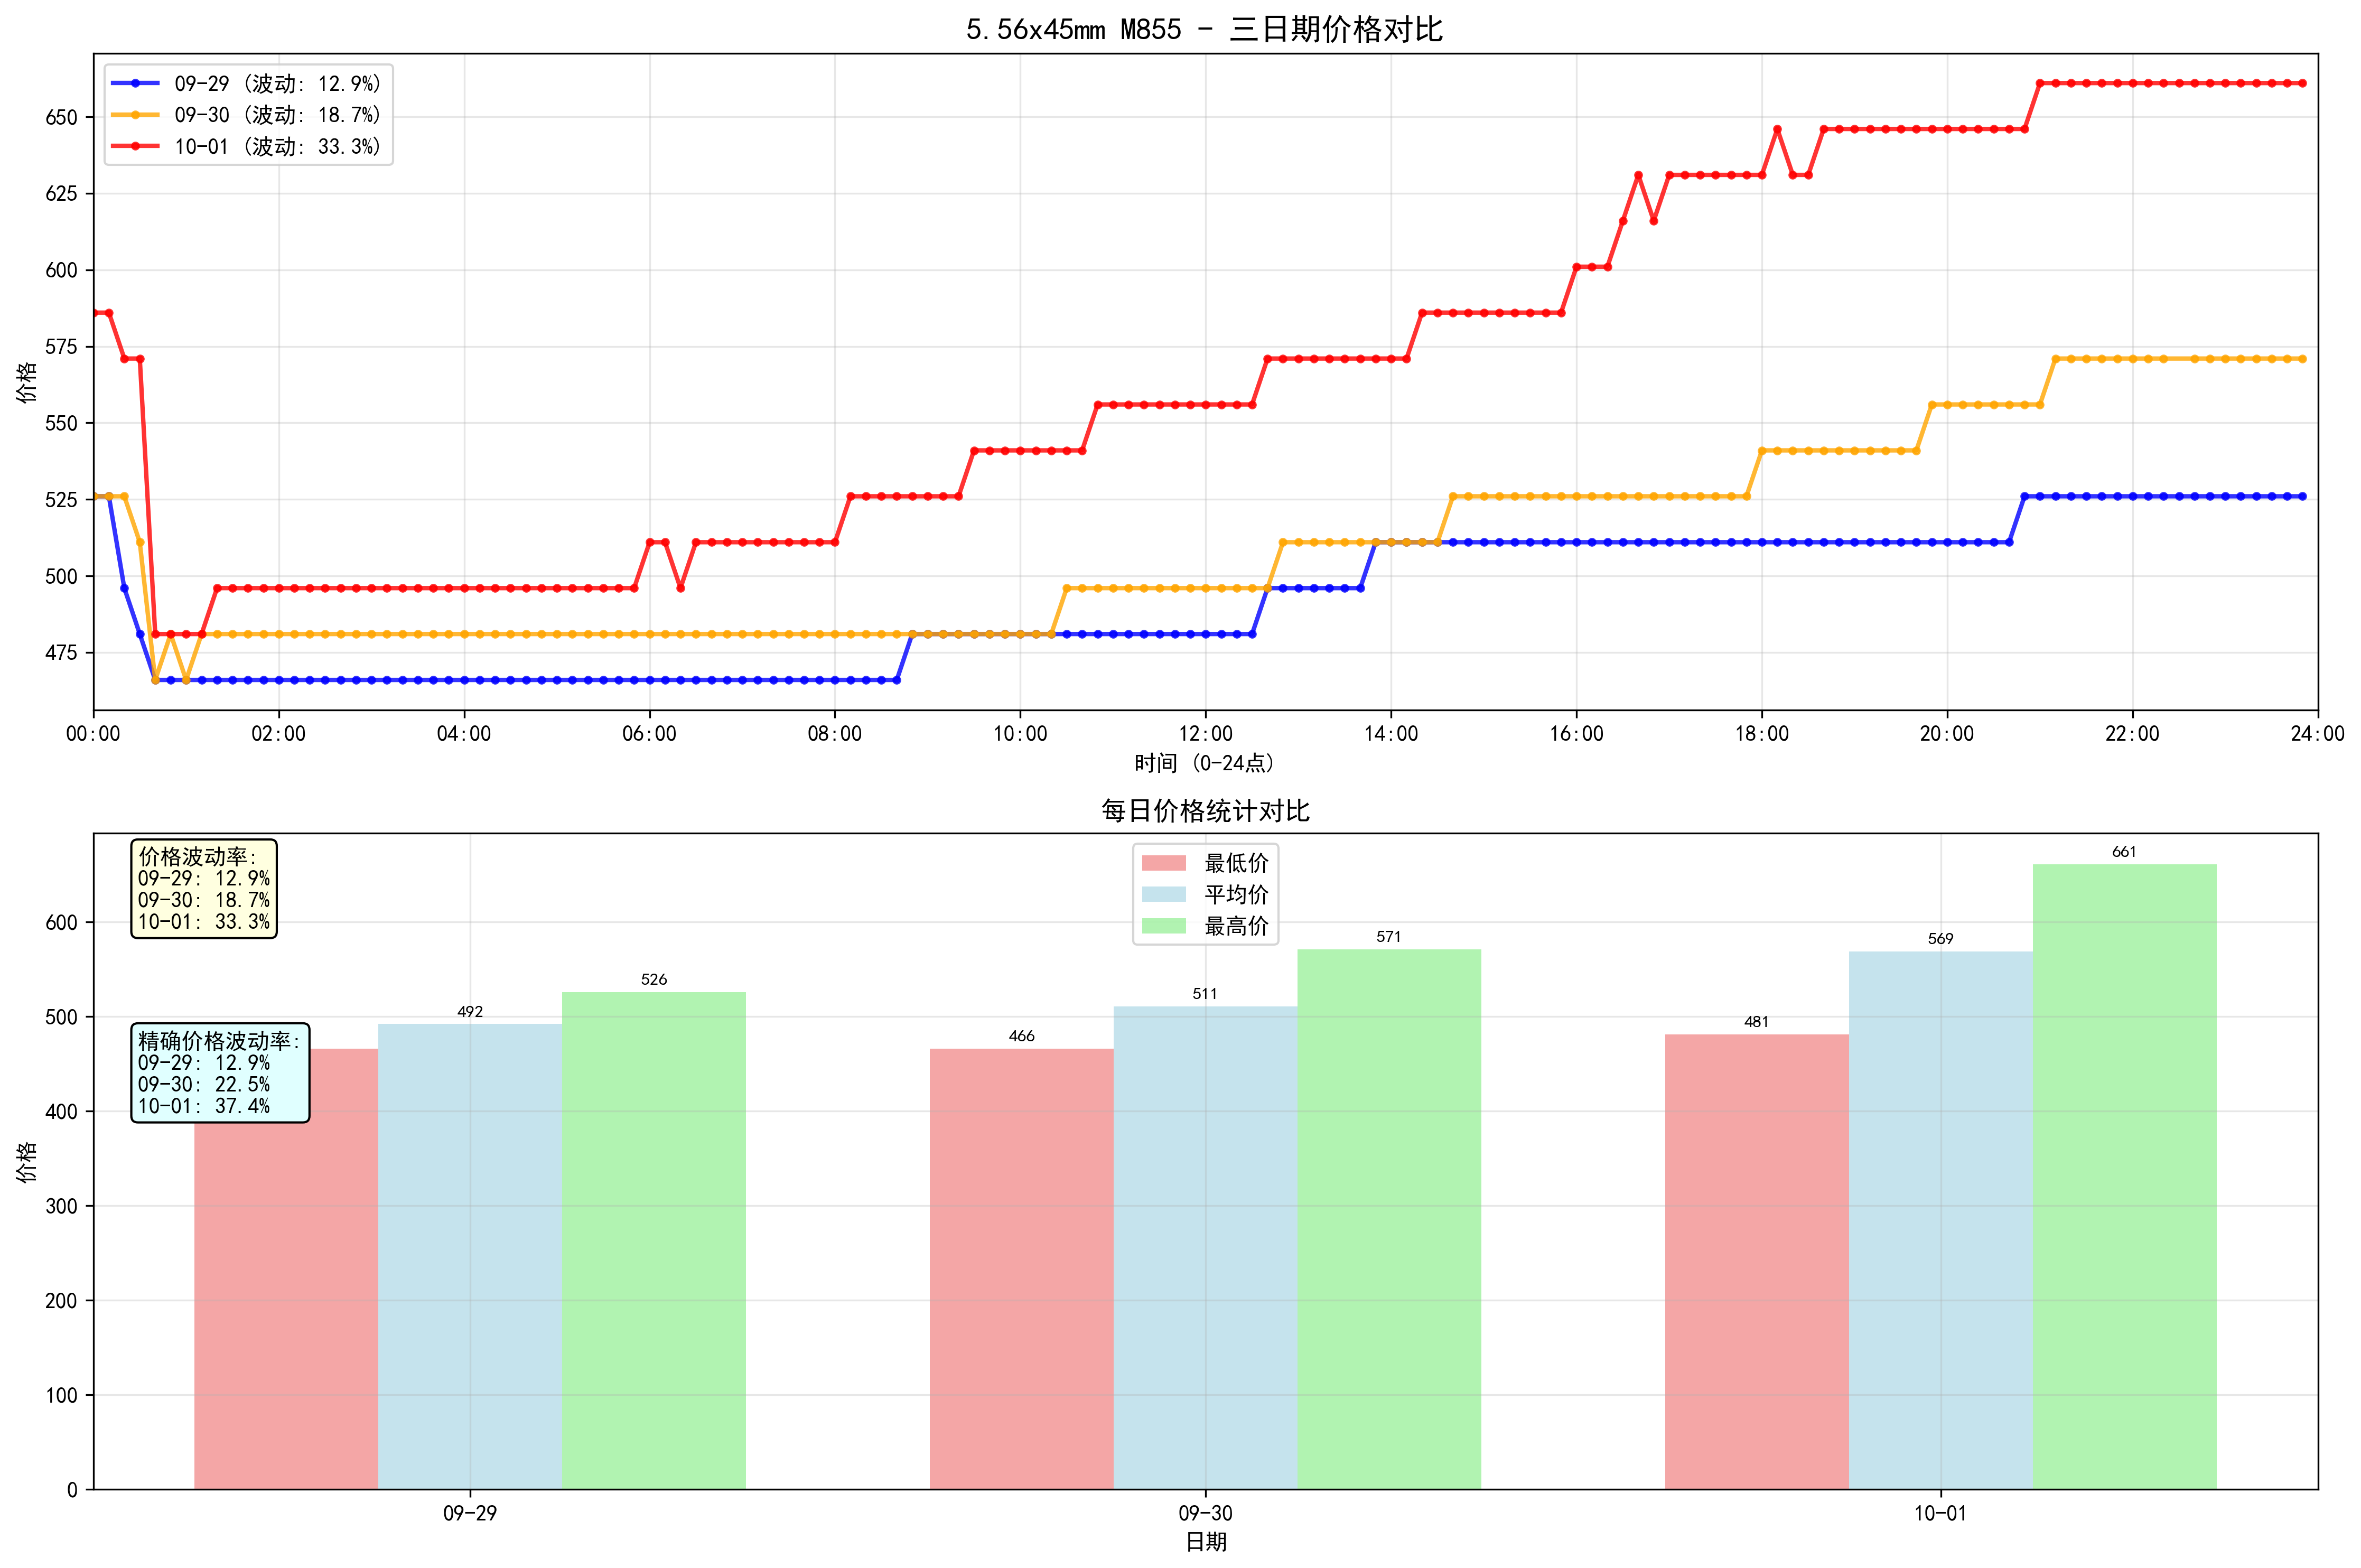 5.56x45mm M855 - 三日期价格对比
09-29 (波动: 12.9%)
09-30 (波动: 18.7%)
10-01 (波动: 33.3%)
价格
650
625
600
575
550
525
500
475
00:00 02:00 04:00 06:00 08:00 10:00 12:00 14:00 16:00 18:00 20:00 22:00 24:00
时间 (0-24点)
每日价格统计对比
价格波动率:
09-29: 12.9%
09-30: 18.7%
10-01: 33.3%
最低价
平均价
最高价
精确价格波动率:
09-29: 12.9%
09-30: 22.5%
10-01: 37.4%
492
526
466
511
571
481
569
661
价格
600
500
400
300
200
100
0
09-29 09-30 10-01
日期